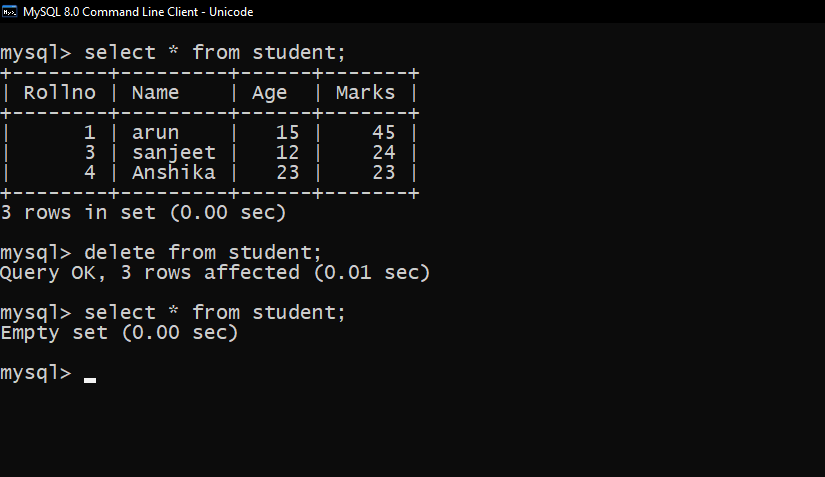 MySQL 8.0 Command Line Client - Unicode
mysql> select * from student;
+--------+---------+------+-------+
| Rollno | Name    | Age  | Marks |
+--------+---------+------+-------+
|      1 | arun    |   15 |    45 |
|      3 | sanjeet |   12 |    24 |
|      4 | Anshika |   23 |    23 |
+--------+---------+------+-------+
3 rows in set (0.00 sec)
mysql> delete from student;
Query OK, 3 rows affected (0.01 sec)
mysql> select * from student;
Empty set (0.00 sec)
mysql>